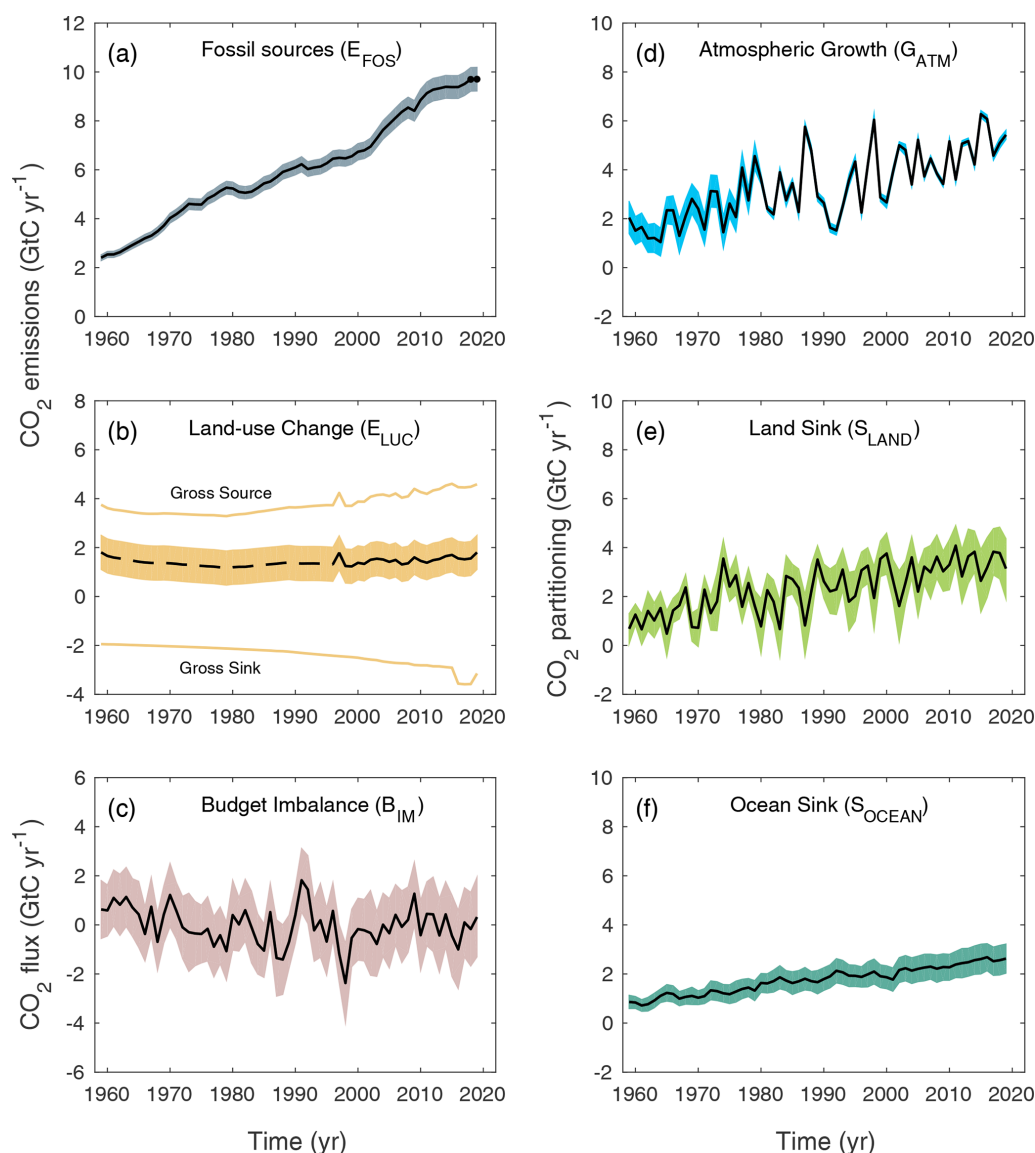 (a) Fossil sources (E_FOS)
12
10
8
6
4
2
0
1960 1970 1980 1990 2000 2010 2020
CO₂ emissions (GtC yr⁻¹)
(b) Land-use Change (E_LUC)
Gross Source
Gross Sink
8
6
4
2
0
-2
-4
1960 1970 1980 1990 2000 2010 2020
(c) Budget Imbalance (B_IM)
6
4
2
0
-2
-4
-6
CO₂ flux (GtC yr⁻¹)
1960 1970 1980 1990 2000 2010 2020
Time (yr)
(d) Atmospheric Growth (G_ATM)
10
8
6
4
2
0
-2
1960 1970 1980 1990 2000 2010 2020
CO₂ partitioning (GtC yr⁻¹)
(e) Land Sink (S_LAND)
10
8
6
4
2
0
-2
1960 1970 1980 1990 2000 2010 2020
(f) Ocean Sink (S_OCEAN)
10
8
6
4
2
0
-2
1960 1970 1980 1990 2000 2010 2020
Time (yr)